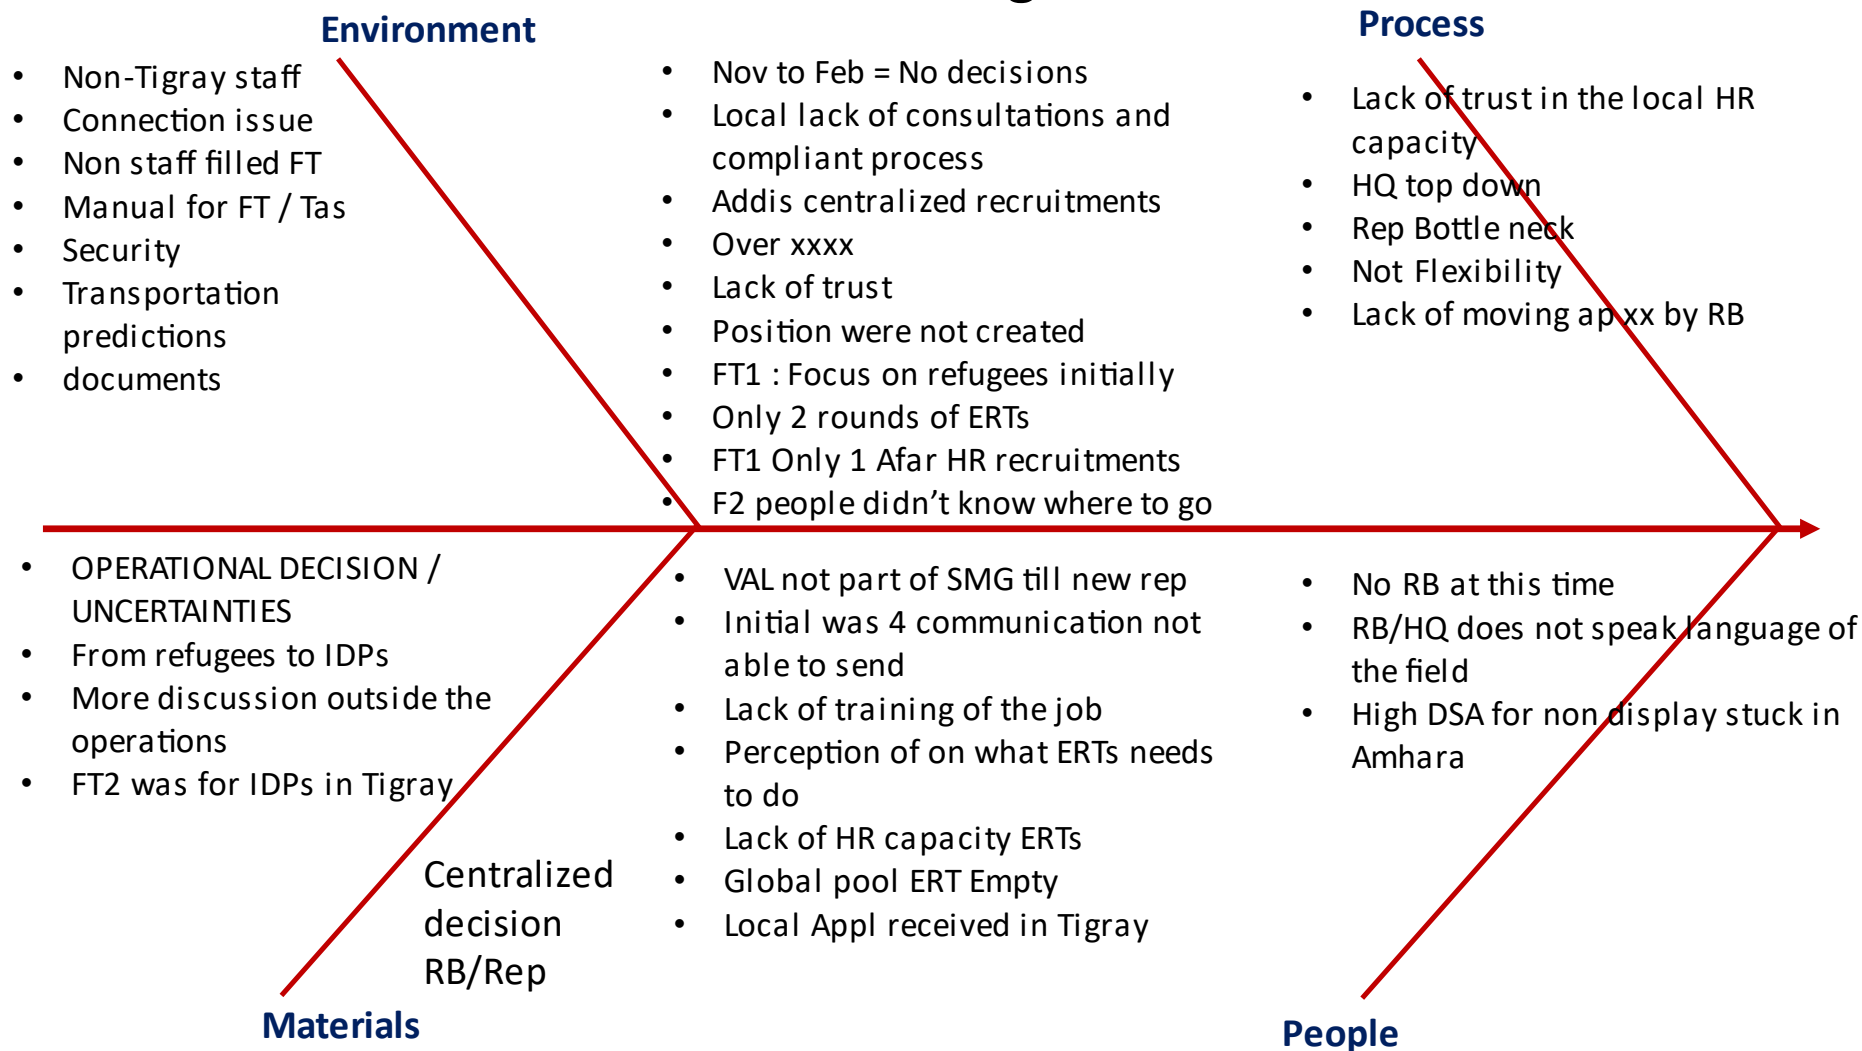 Environment
• Non-Tigray staff
• Connection issue
• Non staff filled FT
• Manual for FT / Tas
• Security
• Transportation
predictions
• documents
• Nov to Feb = No decisions
• Local lack of consultations and
compliant process
• Addis centralized recruitments
• Over xxxx
• Lack of trust
• Position were not created
• FT1 : Focus on refugees initially
• Only 2 rounds of ERTs
• FT1 Only 1 Afar HR recruitments
• F2 people didn’t know where to go
Process
• Lack of trust in the local HR
capacity
• HQ top down
• Rep Bottle neck
• Not Flexibility
• Lack of moving ap xx by RB
• OPERATIONAL DECISION /
UNCERTAINTIES
• From refugees to IDPs
• More discussion outside the
operations
• FT2 was for IDPs in Tigray
Centralized
decision
RB/Rep
Materials
• VAL not part of SMG till new rep
• Initial was 4 communication not
able to send
• Lack of training of the job
• Perception of on what ERTs needs
to do
• Lack of HR capacity ERTs
• Global pool ERT Empty
• Local Appl received in Tigray
• No RB at this time
• RB/HQ does not speak language of
the field
• High DSA for non display stuck in
Amhara
People